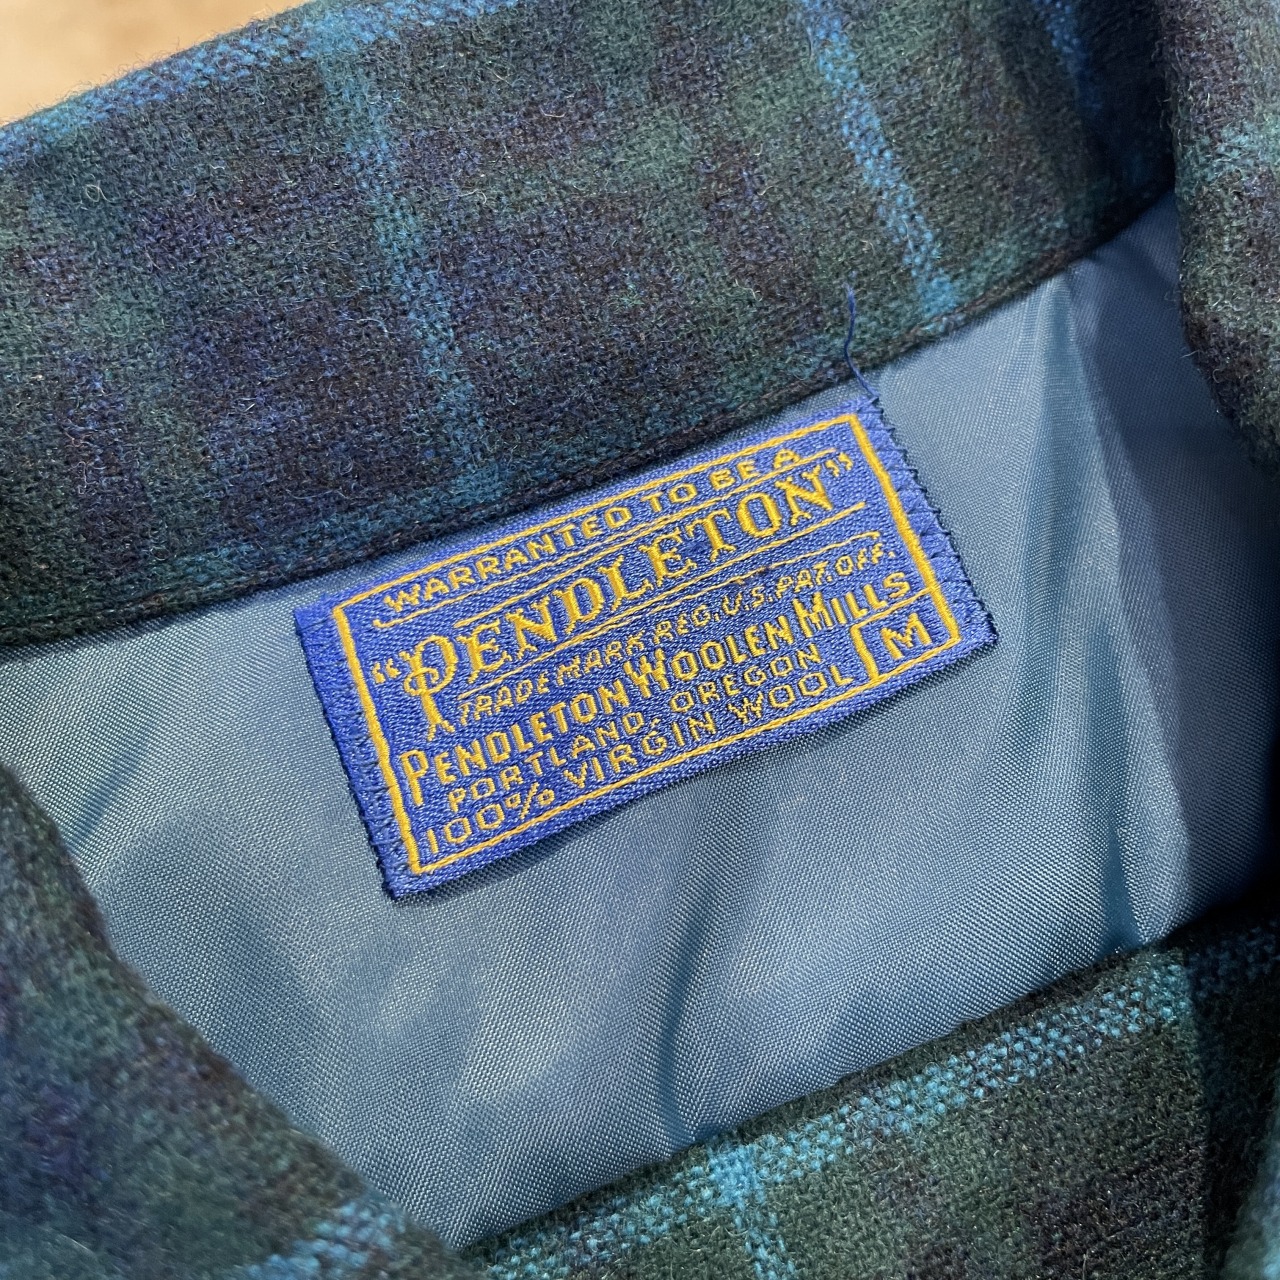 WARRANTED TO BE A
"PENDLETON"
TRADE MARK REG. U.S. PAT. OFF.
PENDLETON WOOLEN MILLS
PORTLAND, OREGON
100% VIRGIN WOOL
M